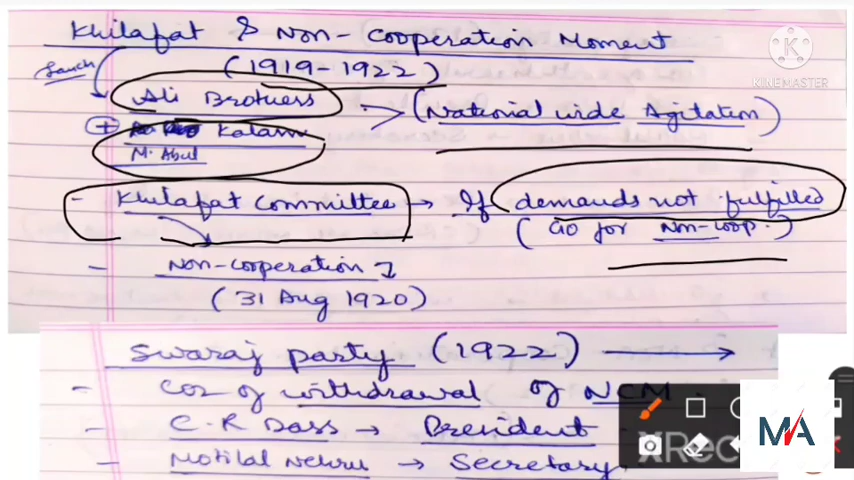 Khilafat & Non-Cooperation Moment
(1919-1922)
Launch
Ali Brothers → (National wide Agitation)
+ Kalam
M. Abul
- Khilafat Committee → If demands not fulfilled
(Go for Non-Coop.)
- Non-cooperation
(31 Aug 1920)
Swaraj party (1922) →
- Coz of withdrawal of NCM.
- C.R Dass → President
- Motilal Nehru → Secretary
K
KINEMASTER
XRec
MA